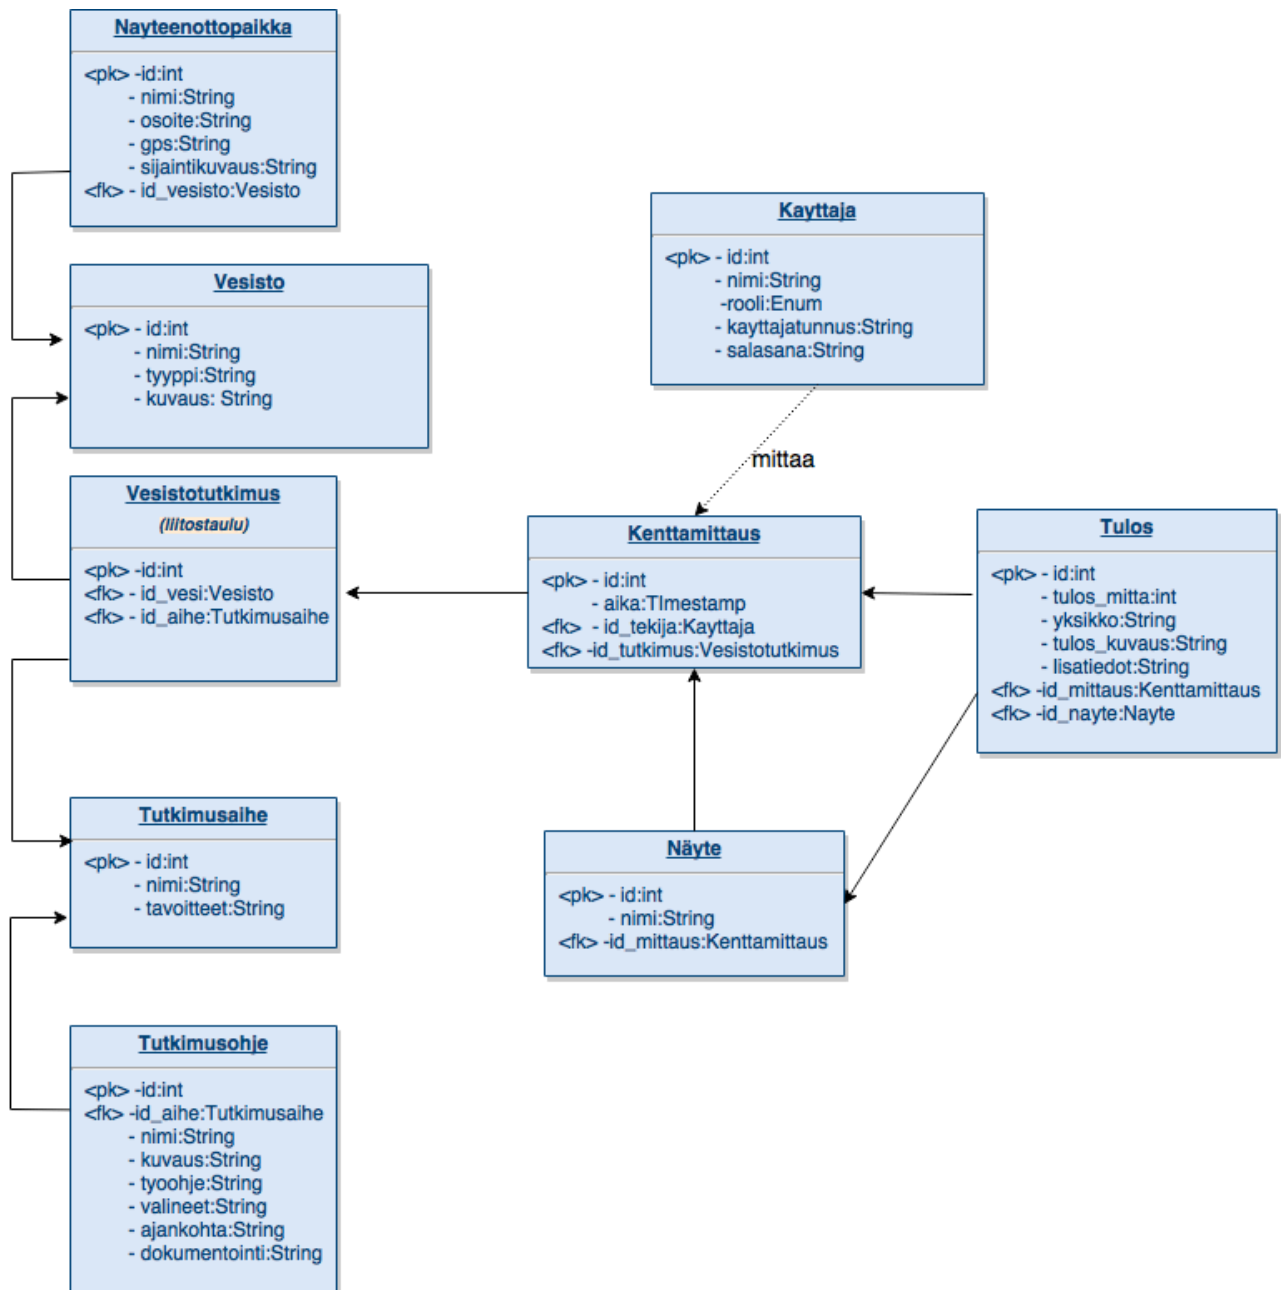 Nayteenottopaikka
<pk> -id:int
- nimi:String
- osoite:String
- gps:String
- sijaintikuvaus:String
<fk> - id_vesisto:Vesisto
Vesisto
<pk> - id:int
- nimi:String
- tyyppi:String
- kuvaus: String
Vesistotutkimus
(liitostaulu)
<pk> -id:int
<fk> - id_vesi:Vesisto
<fk> - id_aihe:Tutkimusaihe
Tutkimusaihe
<pk> - id:int
- nimi:String
- tavoitteet:String
Tutkimusohje
<pk> -id:int
<fk> -id_aihe:Tutkimusaihe
- nimi:String
- kuvaus:String
- tyoohje:String
- valineet:String
- ajankohta:String
- dokumentointi:String
Kayttaja
<pk> - id:int
- nimi:String
-rooli:Enum
- kayttajatunnus:String
- salasana:String
mittaa
Kenttamittaus
<pk> - id:int
- aika:TImestamp
<fk> - id_tekija:Kayttaja
<fk> -id_tutkimus:Vesistotutkimus
Näyte
<pk> - id:int
- nimi:String
<fk> -id_mittaus:Kenttamittaus
Tulos
<pk> - id:int
- tulos_mitta:int
- yksikko:String
- tulos_kuvaus:String
- lisatiedot:String
<fk> -id_mittaus:Kenttamittaus
<fk> -id_nayte:Nayte